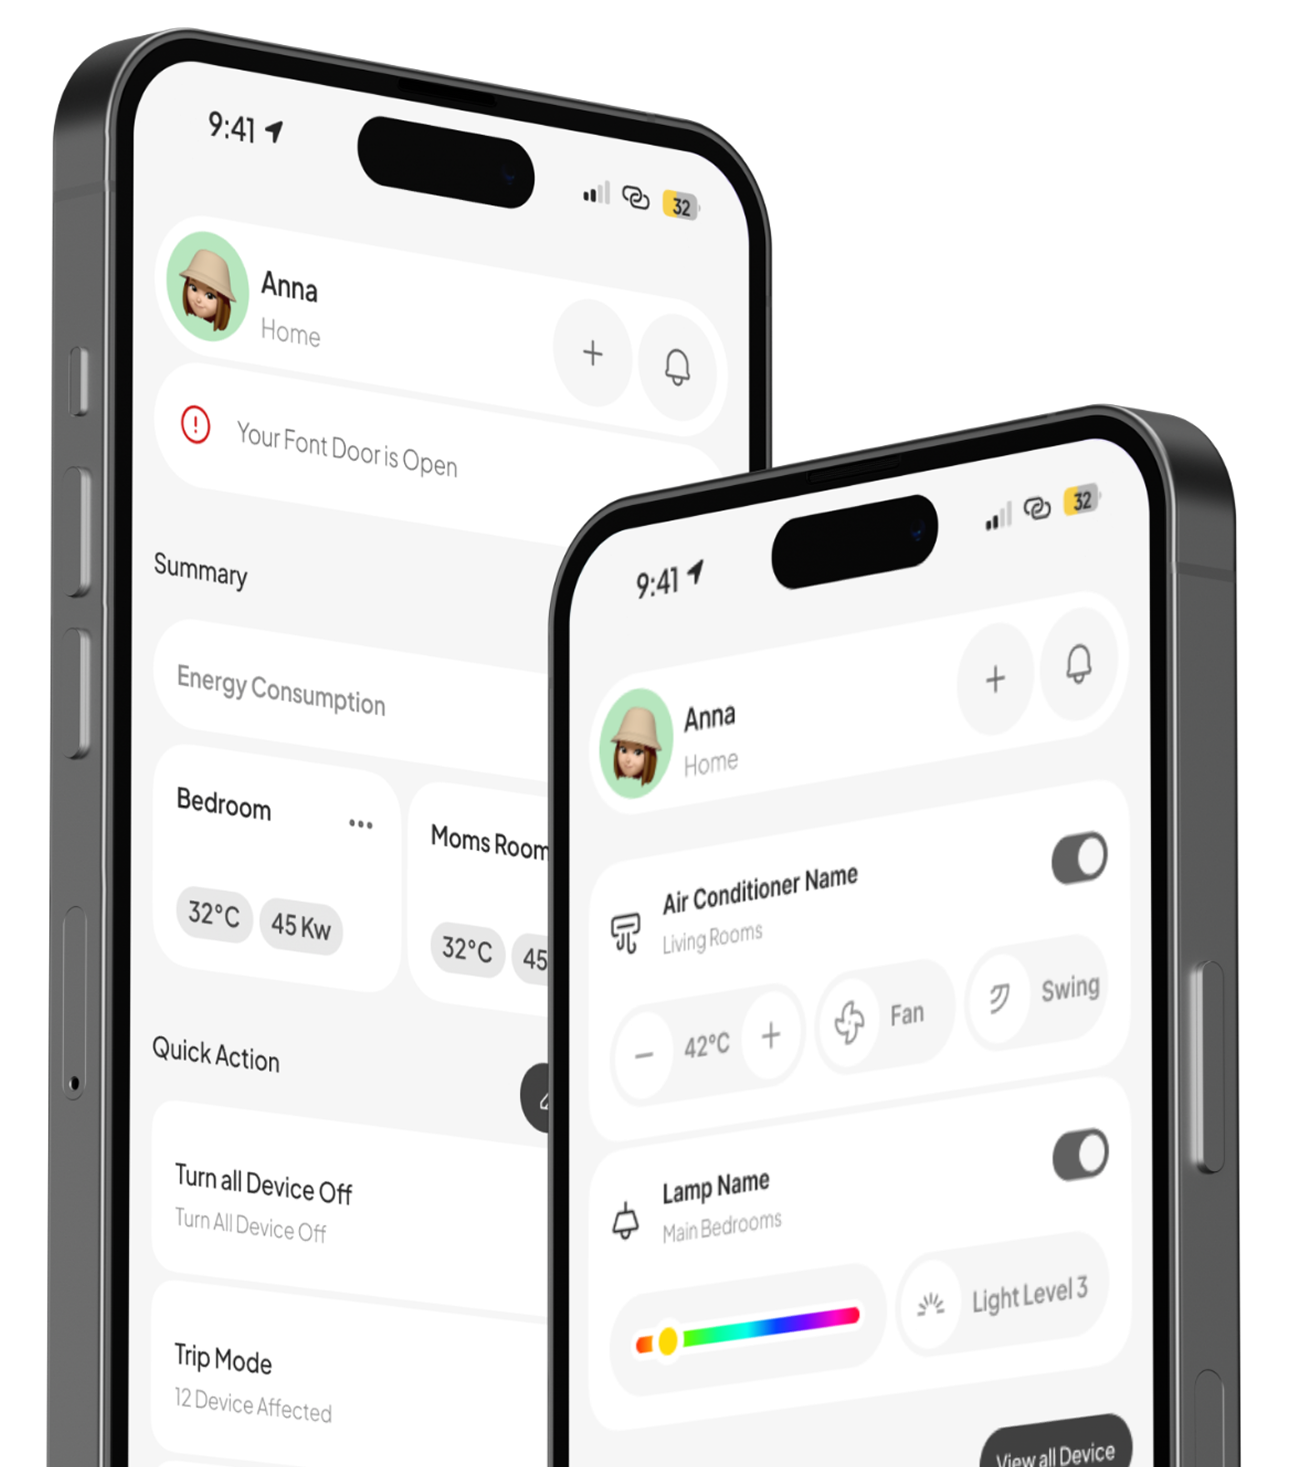 9:41
32
Anna
Home
Your Font Door is Open
Summary
Energy Consumption
Bedroom
32°C
45 Kw
Moms Room
32°C
45
Quick Action
Turn all Device Off
Turn All Device Off
Trip Mode
12 Device Affected
9:41
32
Anna
Home
Air Conditioner Name
Living Rooms
42°C
Fan
Swing
Lamp Name
Main Bedrooms
Light Level 3
View all Device